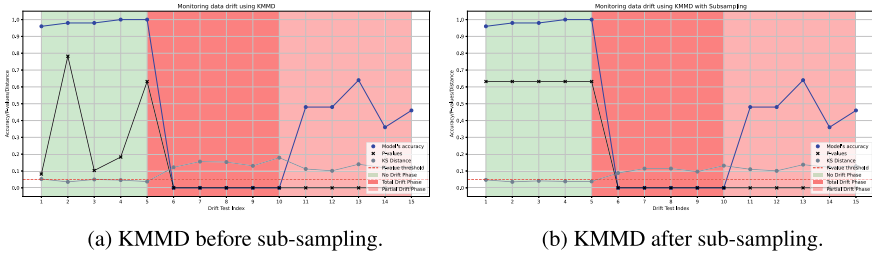 Monitoring data drift using KMMD
Accuracy/P-values/Distance
1.0
0.9
0.8
0.7
0.6
0.5
0.4
0.3
0.2
0.1
0.0
1 2 3 4 5 6 7 8 9 10 11 12 13 14 15
Drift Test Index
Model's accuracy
P-values
KS Distance
P-value threshold
No Drift Phase
Total Drift Phase
Partial Drift Phase
(a) KMMD before sub-sampling.
Monitoring data drift using KMMD with Subsampling
Accuracy/P-values/Distance
1.0
0.9
0.8
0.7
0.6
0.5
0.4
0.3
0.2
0.1
0.0
1 2 3 4 5 6 7 8 9 10 11 12 13 14 15
Drift Test Index
Model's accuracy
P-values
KS Distance
P-value threshold
No Drift Phase
Total Drift Phase
Partial Drift Phase
(b) KMMD after sub-sampling.